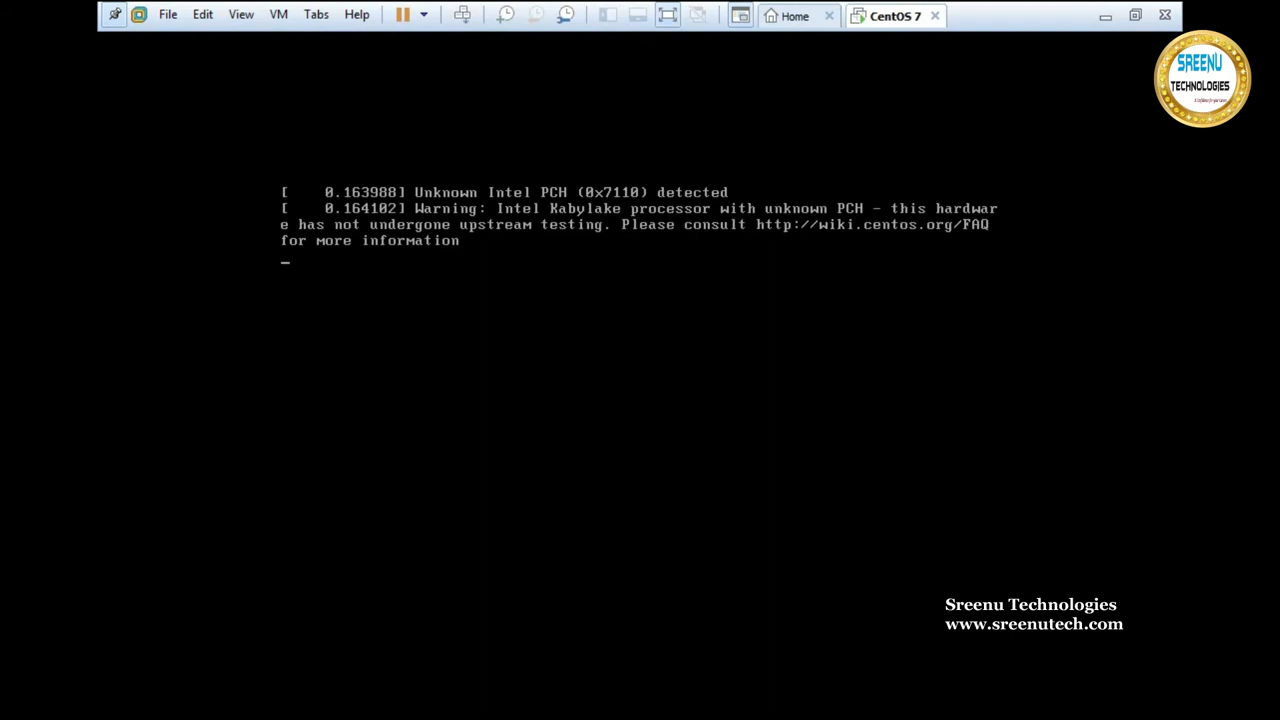 File Edit View VM Tabs Help Home CentOS 7
SREENU
TECHNOLOGIES
[    0.163988] Unknown Intel PCH (0x7110) detected
[    0.164102] Warning: Intel Kabylake processor with unknown PCH - this hardwar
e has not undergone upstream testing. Please consult http://wiki.centos.org/FAQ
for more information
_
Sreenu Technologies
www.sreenutech.com